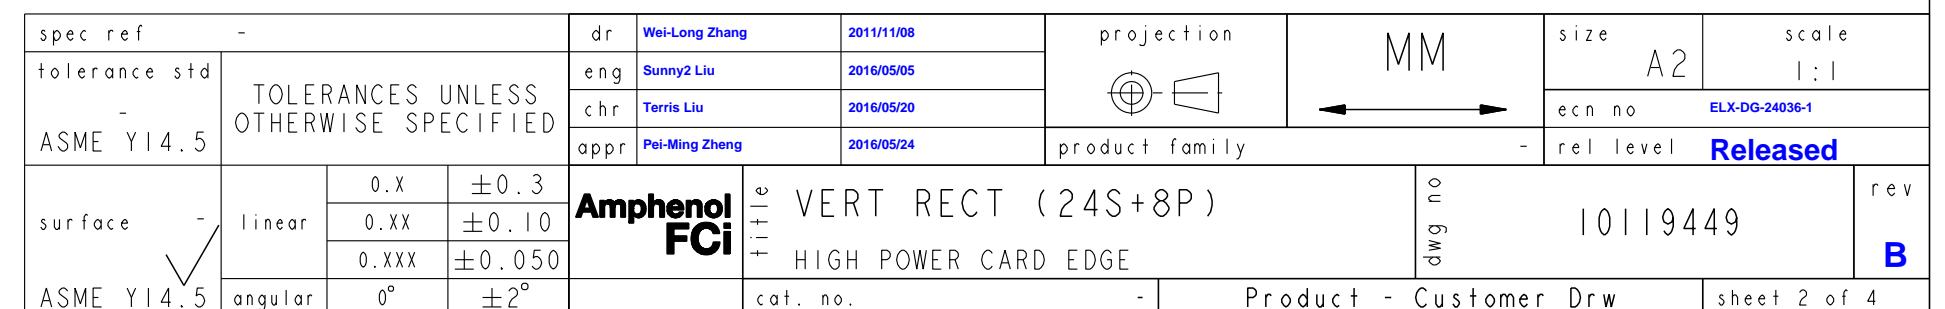 spec ref -
dr Wei-Long Zhang 2011/11/08
projection
MM
size A2
scale 1:1
tolerance std - ASME Y14.5
TOLERANCES UNLESS
OTHERWISE SPECIFIED
eng Sunny2 Liu 2016/05/05
chr Terris Liu 2016/05/20
ecn no ELX-DG-24036-1
appr Pei-Ming Zheng 2016/05/24
product family -
rel level Released
surface - ASME Y14.5
linear
0.X ±0.3
0.XX ±0.10
0.XXX ±0.050
angular 0° ±2°
Amphenol
FCi
title
VERT RECT (24S+8P)
HIGH POWER CARD EDGE
dwg no
10119449
rev
B
cat. no. -
Product - Customer Drw
sheet 2 of 4